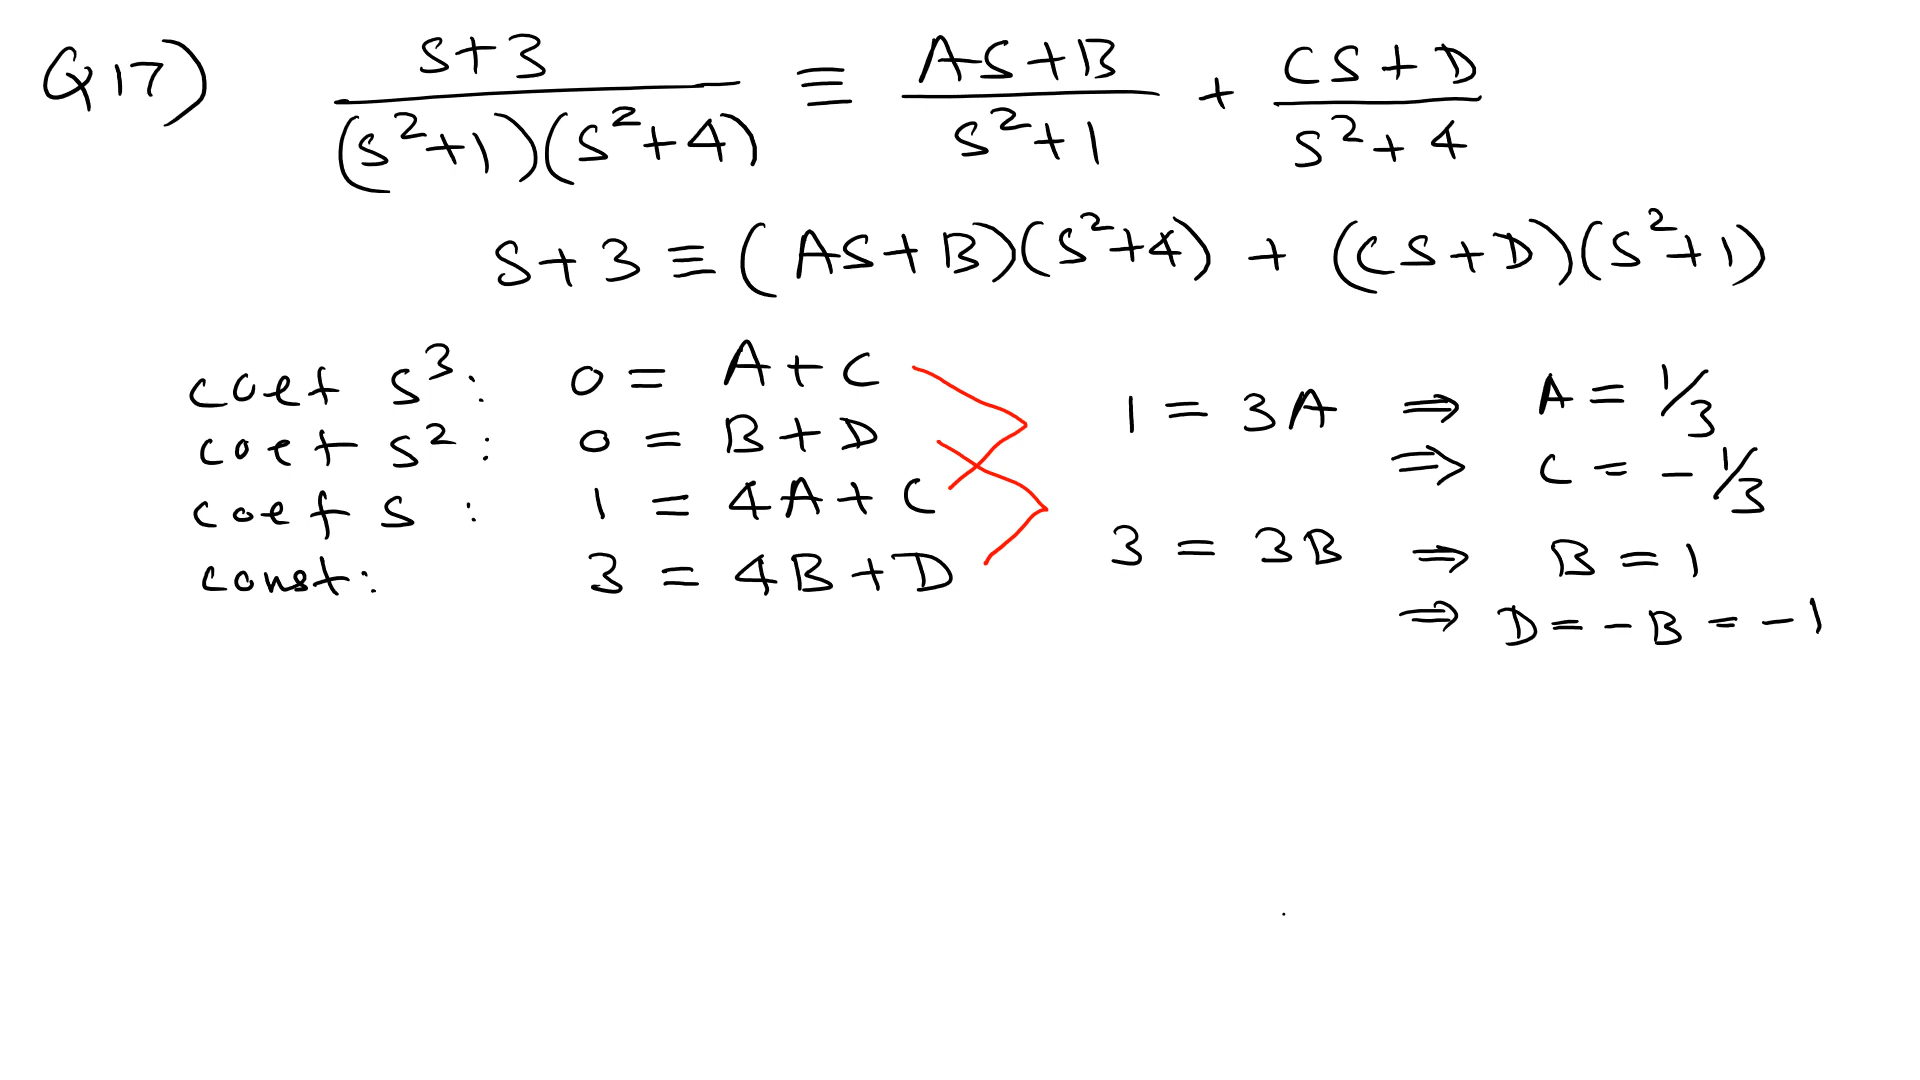 Q17) (s+3)/((s²+1)(s²+4)) ≡ (As+B)/(s²+1) + (Cs+D)/(s²+4)
s+3 ≡ (As+B)(s²+4) + (Cs+D)(s²+1)
coef s³: 0 = A+C
coef s²: 0 = B+D
coef s : 1 = 4A+C
const: 3 = 4B+D
1 = 3A ⇒ A = 1/3
⇒ C = -1/3
3 = 3B ⇒ B = 1
⇒ D = -B = -1